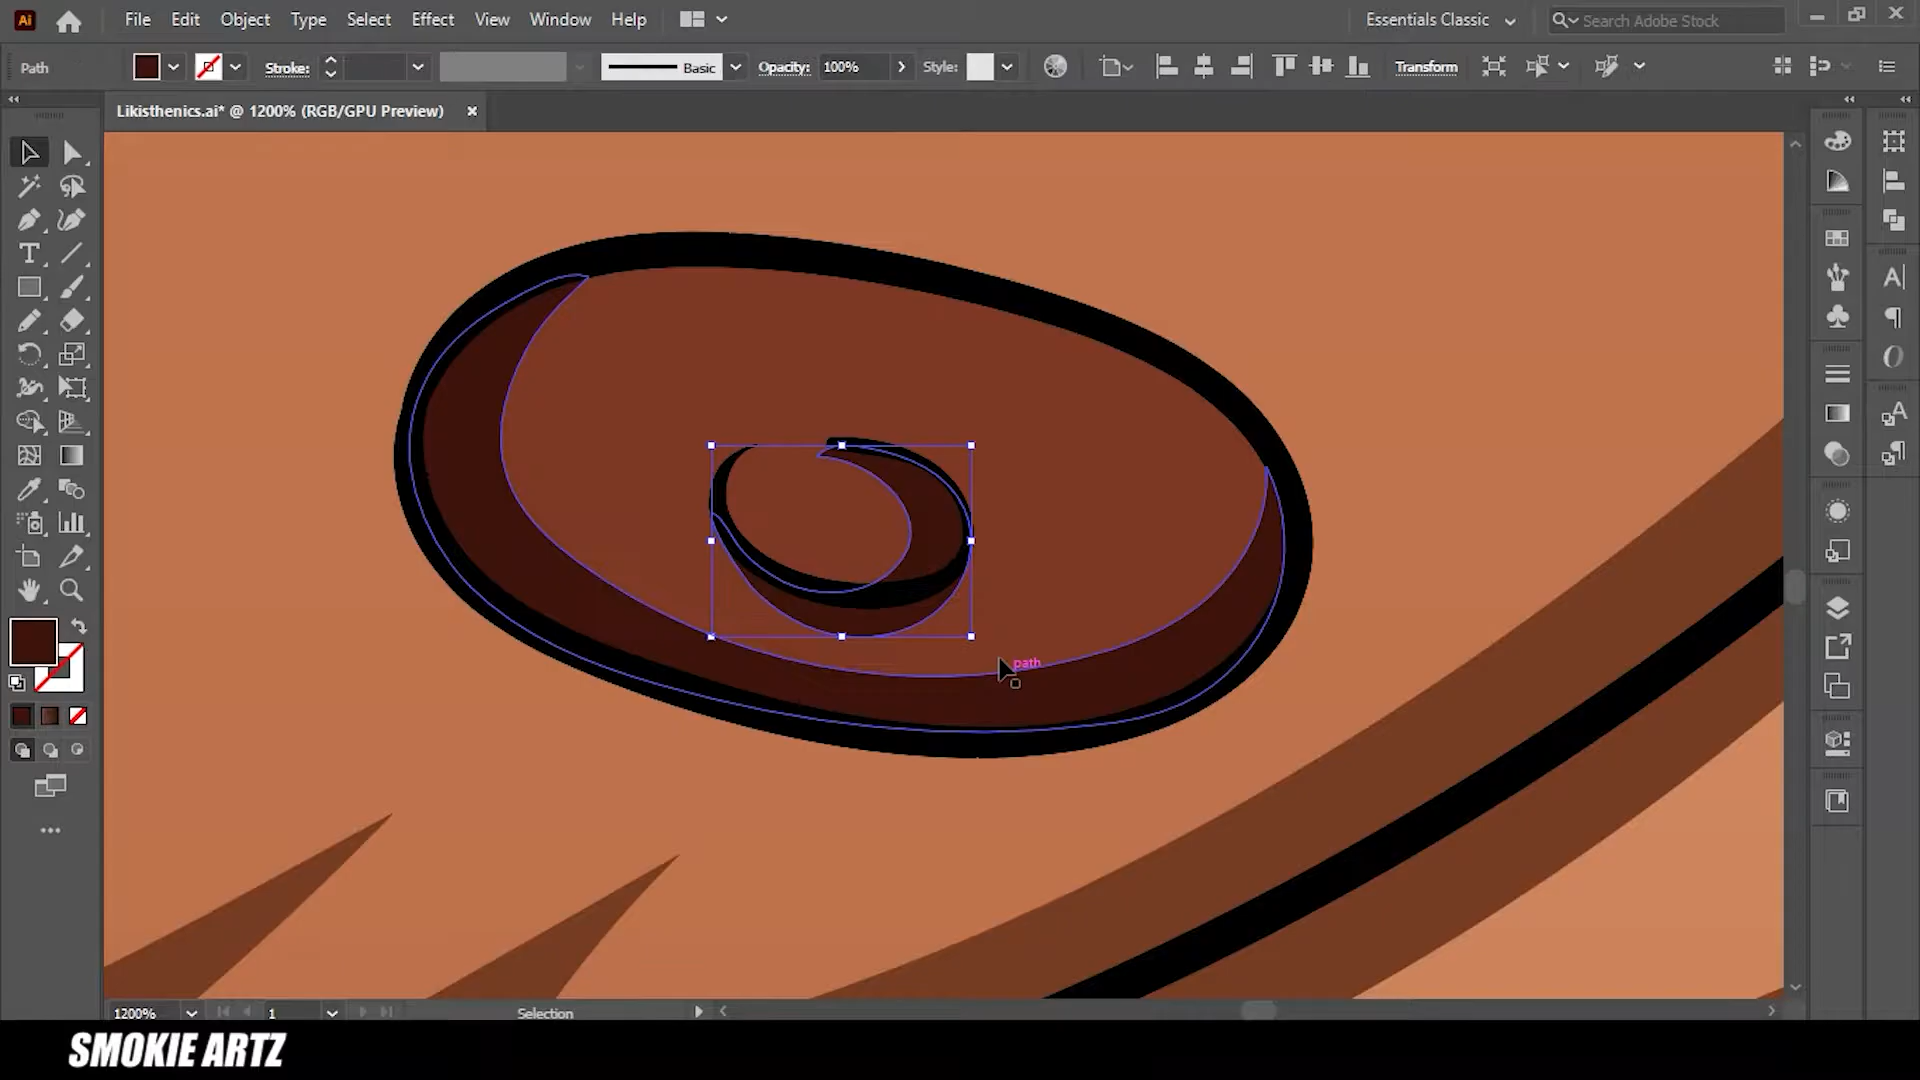 Ai File Edit Object Type Select Effect View Window Help Essentials Classic Search Adobe Stock
Path Stroke: Basic Opacity: 100% Style: Transform
Likisthenics.ai* @ 1200% (RGB/GPU Preview)
path
1200% 1 Selection
SMOKIE ARTZ